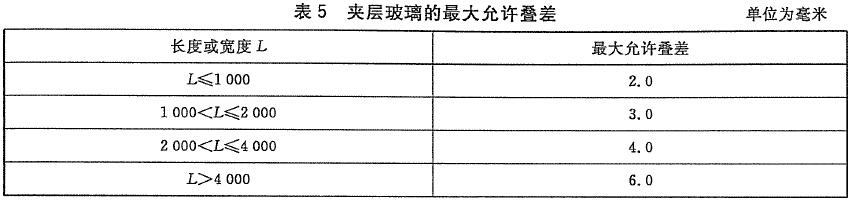 表5 夹层玻璃的最大允许叠差 单位为毫米
长度或宽度 L 最大允许叠差
L≤1 000 2.0
1 000<L≤2 000 3.0
2 000<L≤4 000 4.0
L>4 000 6.0